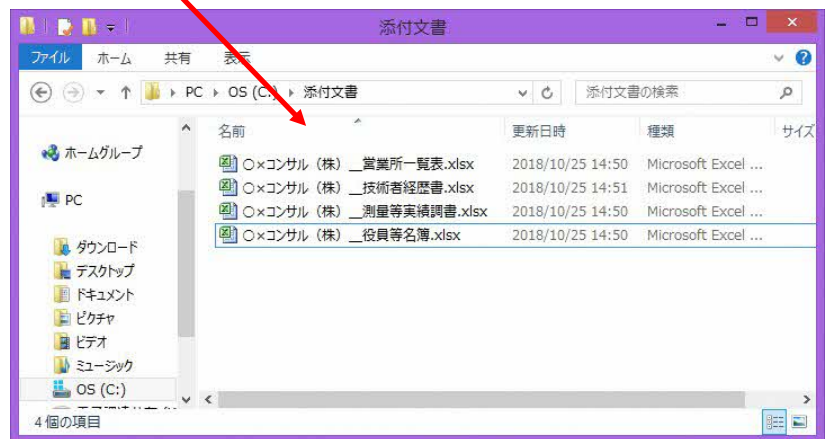 添付文書
ファイル ホーム 共有 表示
PC OS (C:) 添付文書 添付文書の検索
名前 更新日時 種類 サイズ
ホームグループ
PC
ダウンロード
デスクトップ
ドキュメント
ピクチャ
ビデオ
ミュージック
OS (C:)
○×コンサル（株）__営業所一覧表.xlsx 2018/10/25 14:50 Microsoft Excel ...
○×コンサル（株）__技術者経歴書.xlsx 2018/10/25 14:51 Microsoft Excel ...
○×コンサル（株）__測量等実績調書.xlsx 2018/10/25 14:50 Microsoft Excel ...
○×コンサル（株）__役員等名簿.xlsx 2018/10/25 14:50 Microsoft Excel ...
4 個の項目